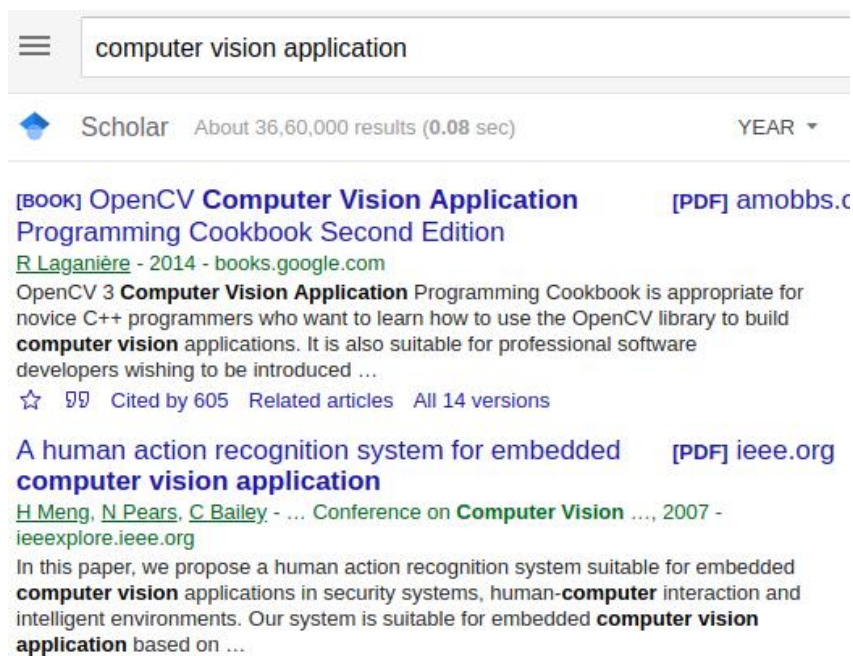 computer vision application
Scholar About 36,60,000 results (0.08 sec) YEAR
[BOOK] OpenCV Computer Vision Application [PDF] amobbs.
Programming Cookbook Second Edition
R Laganière - 2014 - books.google.com
OpenCV 3 Computer Vision Application Programming Cookbook is appropriate for
novice C++ programmers who want to learn how to use the OpenCV library to build
computer vision applications. It is also suitable for professional software
developers wishing to be introduced …
Cited by 605 Related articles All 14 versions
A human action recognition system for embedded [PDF] ieee.org
computer vision application
H Meng, N Pears, C Bailey - … Conference on Computer Vision …, 2007 -
ieeexplore.ieee.org
In this paper, we propose a human action recognition system suitable for embedded
computer vision applications in security systems, human-computer interaction and
intelligent environments. Our system is suitable for embedded computer vision
application based on …